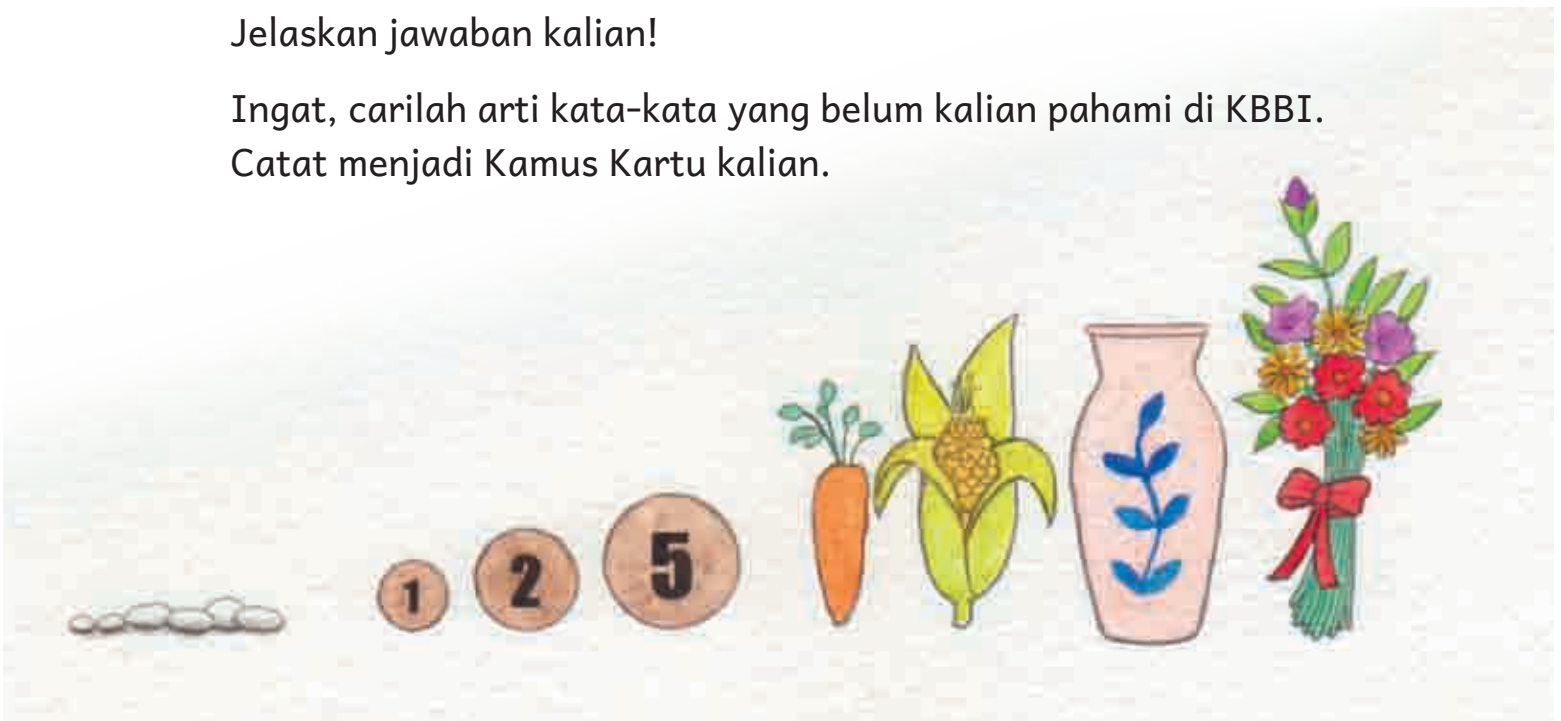 Jelaskan jawaban kalian!
Ingat, carilah arti kata-kata yang belum kalian pahami di KBBI.
Catat menjadi Kamus Kartu kalian.
1 2 5